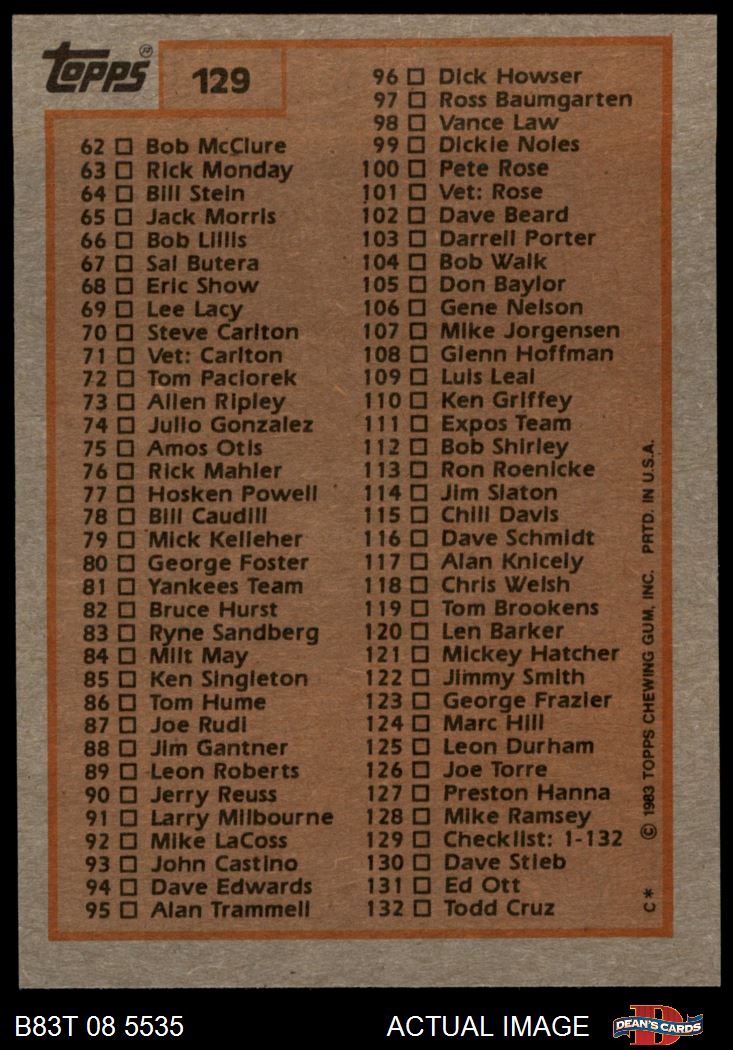 Topps®
129
62 □ Bob McClure
63 □ Rick Monday
64 □ Bill Stein
65 □ Jack Morris
66 □ Bob Lillis
67 □ Sal Butera
68 □ Eric Show
69 □ Lee Lacy
70 □ Steve Carlton
71 □ Vet: Carlton
72 □ Tom Paciorek
73 □ Allen Ripley
74 □ Julio Gonzalez
75 □ Amos Otis
76 □ Rick Mahler
77 □ Hosken Powell
78 □ Bill Caudill
79 □ Mick Kelleher
80 □ George Foster
81 □ Yankees Team
82 □ Bruce Hurst
83 □ Ryne Sandberg
84 □ Milt May
85 □ Ken Singleton
86 □ Tom Hume
87 □ Joe Rudi
88 □ Jim Gantner
89 □ Leon Roberts
90 □ Jerry Reuss
91 □ Larry Milbourne
92 □ Mike LaCoss
93 □ John Castino
94 □ Dave Edwards
95 □ Alan Trammell
96 □ Dick Howser
97 □ Ross Baumgarten
98 □ Vance Law
99 □ Dickie Noles
100 □ Pete Rose
101 □ Vet: Rose
102 □ Dave Beard
103 □ Darrell Porter
104 □ Bob Walk
105 □ Don Baylor
106 □ Gene Nelson
107 □ Mike Jorgensen
108 □ Glenn Hoffman
109 □ Luis Leal
110 □ Ken Griffey
111 □ Expos Team
112 □ Bob Shirley
113 □ Ron Roenicke
114 □ Jim Slaton
115 □ Chili Davis
116 □ Dave Schmidt
117 □ Alan Knicely
118 □ Chris Welsh
119 □ Tom Brookens
120 □ Len Barker
121 □ Mickey Hatcher
122 □ Jimmy Smith
123 □ George Frazier
124 □ Marc Hill
125 □ Leon Durham
126 □ Joe Torre
127 □ Preston Hanna
128 □ Mike Ramsey
129 □ Checklist: 1-132
130 □ Dave Stieb
131 □ Ed Ott
132 □ Todd Cruz
C* © 1983 TOPPS CHEWING GUM, INC. PRTD. IN U.S.A.
B83T 08 5535
ACTUAL IMAGE
D
DEAN'S CARDS